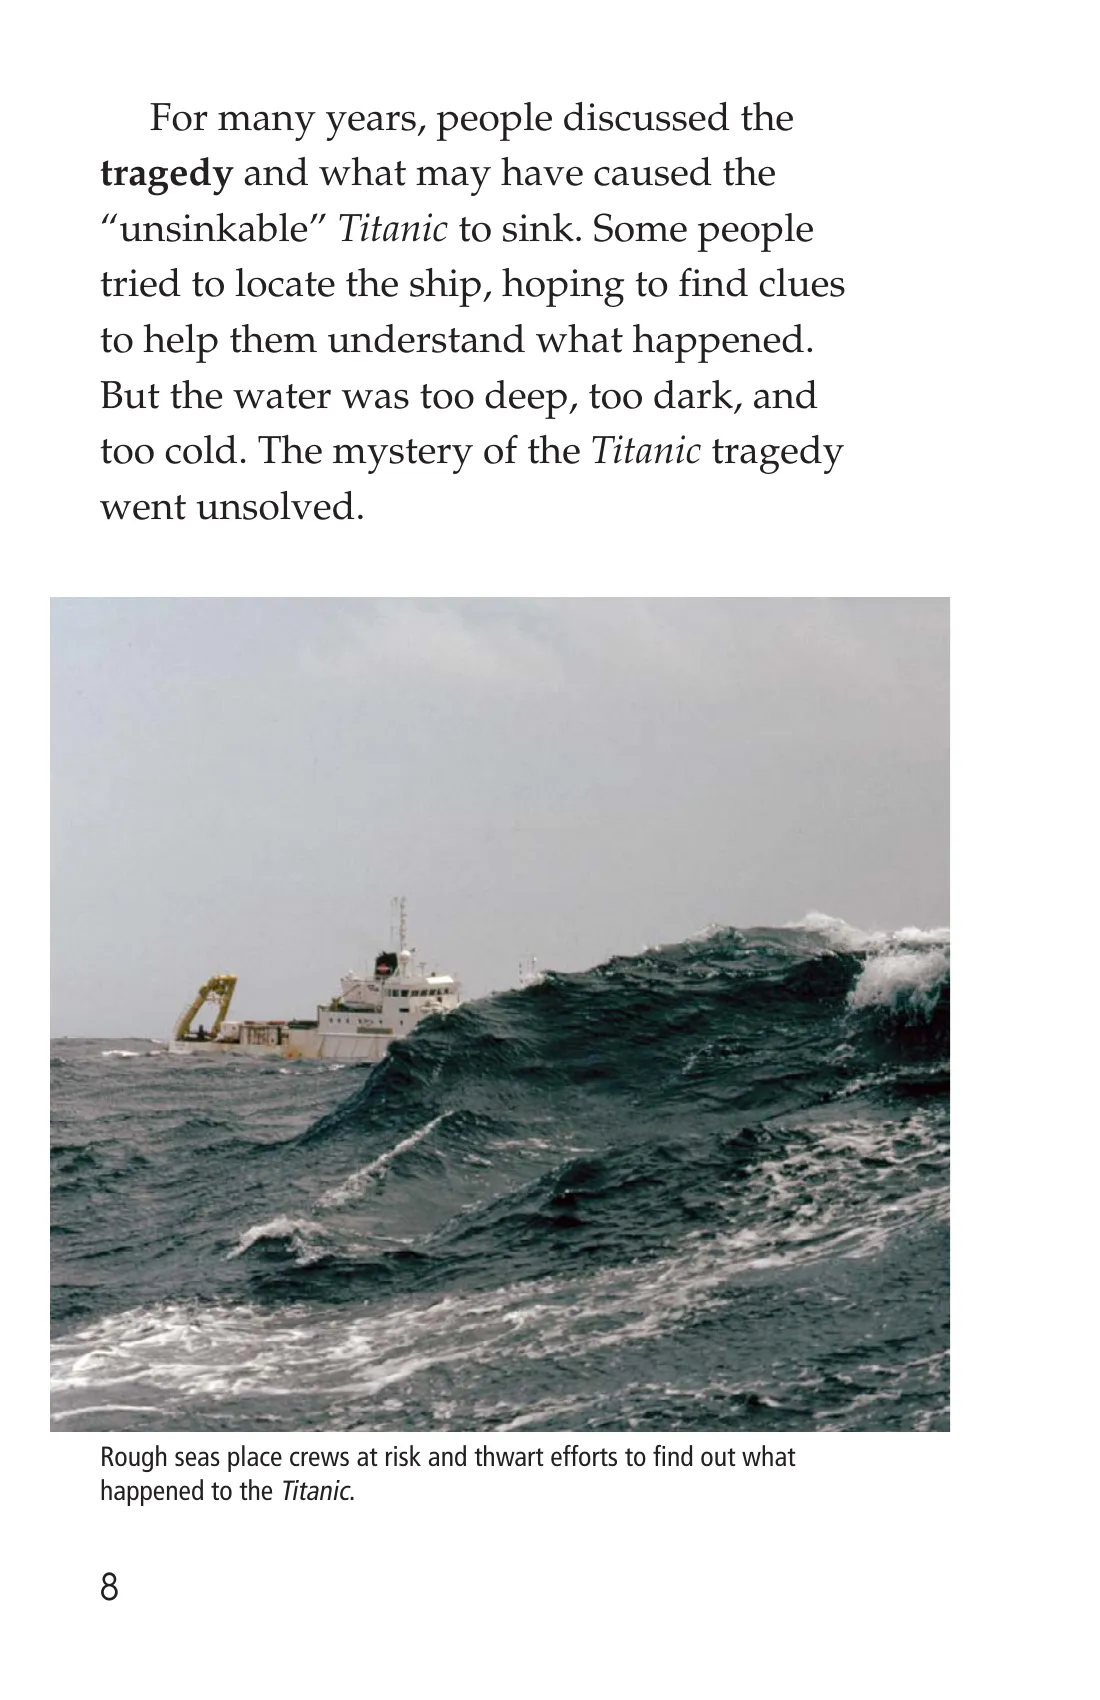 For many years, people discussed the
tragedy and what may have caused the
“unsinkable” Titanic to sink. Some people
tried to locate the ship, hoping to find clues
to help them understand what happened.
But the water was too deep, too dark, and
too cold. The mystery of the Titanic tragedy
went unsolved.
Rough seas place crews at risk and thwart efforts to find out what
happened to the Titanic.
8